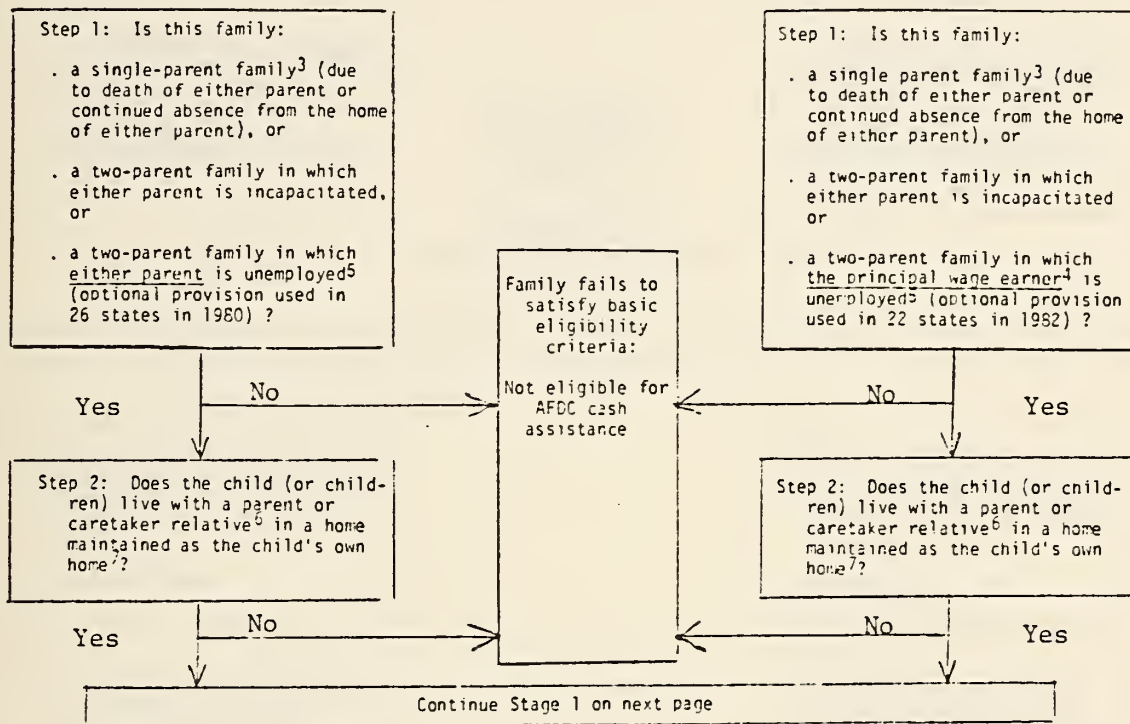 Step 1: Is this family:
. a single-parent family3 (due
to death of either parent or
continued absence from the home
of either parent), or
. a two-parent family in which
either parent is incapacitated,
or
. a two-parent family in which
either parent is unemployed5
(optional provision used in
26 states in 1980) ?
Yes
No
Step 2: Does the child (or child-
ren) live with a parent or
caretaker relative6 in a home
maintained as the child's own
home7?
Yes
No
Family fails to
satisfy basic
eligibility
criteria:
Not eligible for
AFDC cash
assistance
Step 1: Is this family:
. a single parent family3 (due
to death of either parent or
continued absence from the home
of either parent), or
. a two-parent family in which
either parent is incapacitated
or
. a two-parent family in which
the principal wage earner4 is
unemployed5 (optional provision
used in 22 states in 1982) ?
No
Yes
Step 2: Does the child (or child-
ren) live with a parent or
caretaker relative6 in a home
maintained as the child's own
home7?
No
Yes
Continue Stage 1 on next page